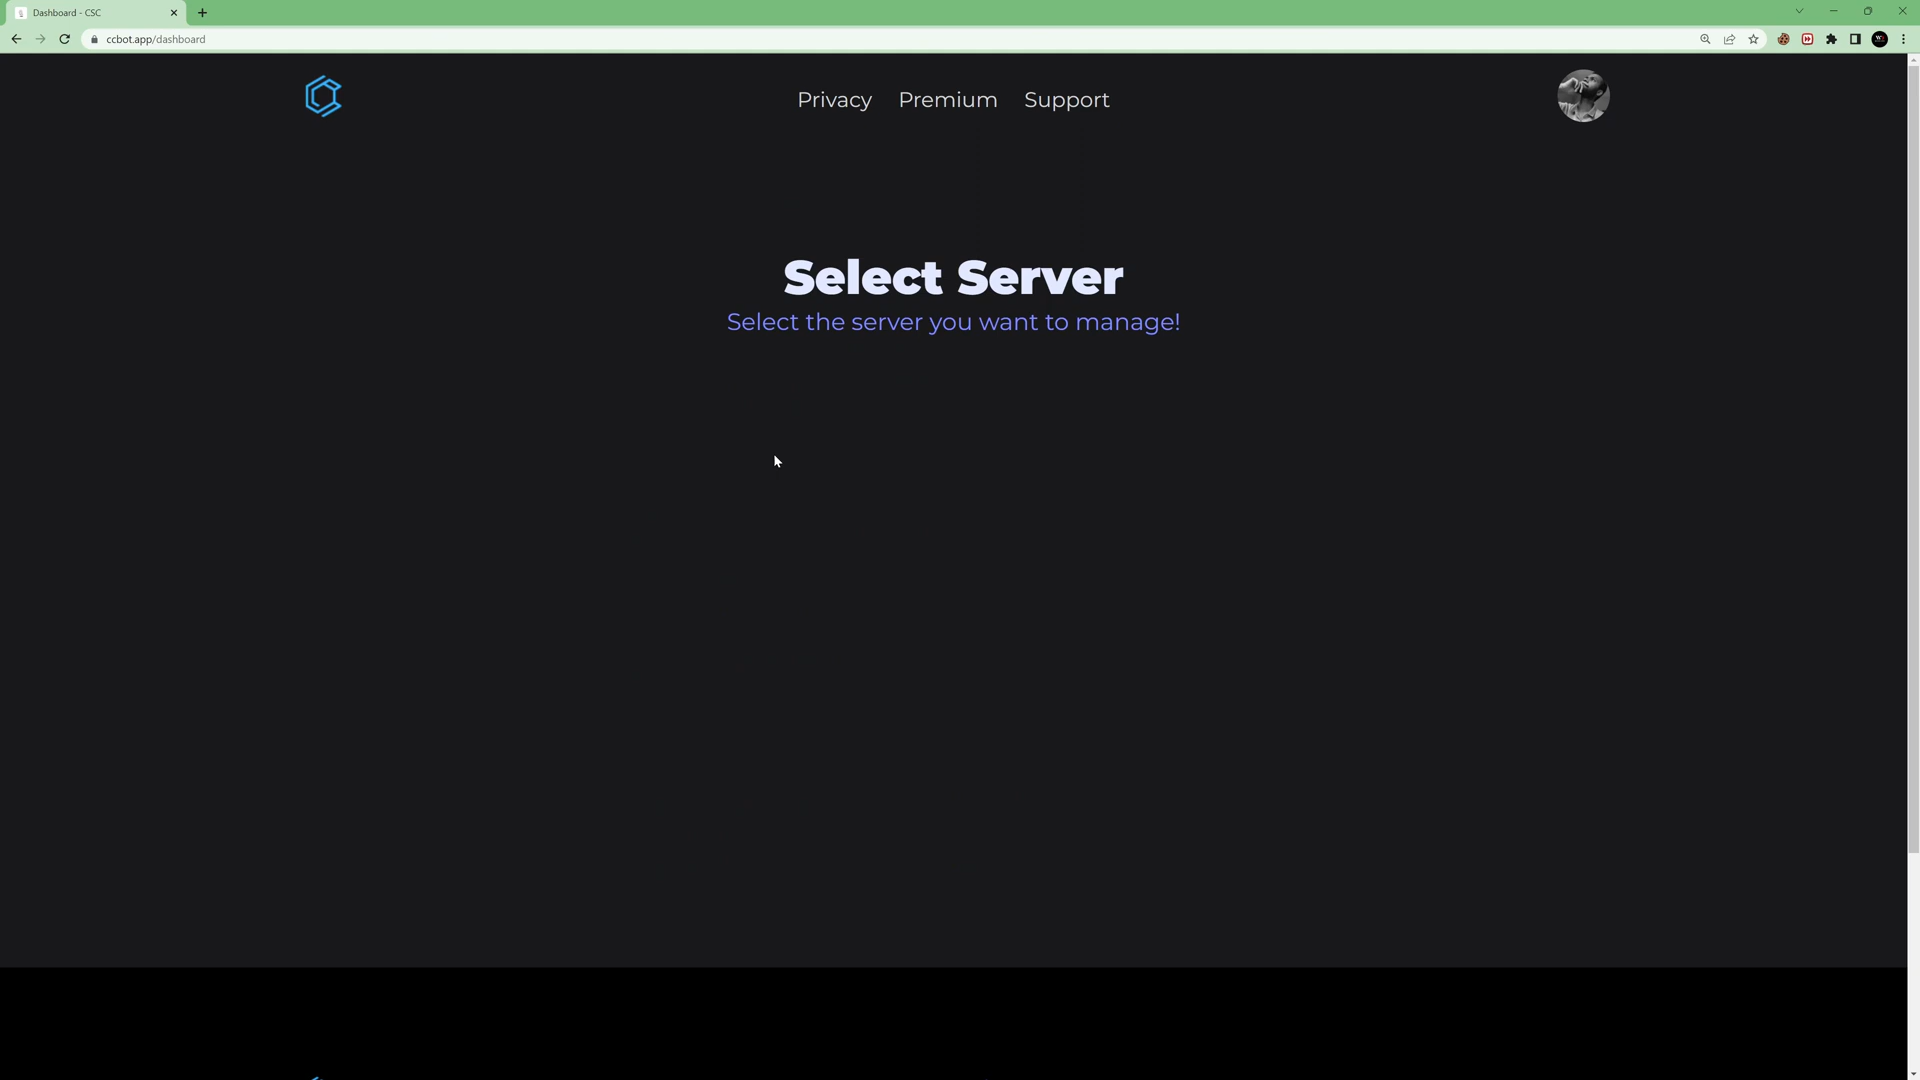 Dashboard - CSC
ccbot.app/dashboard
Privacy
Premium
Support
Select Server
Select the server you want to manage!